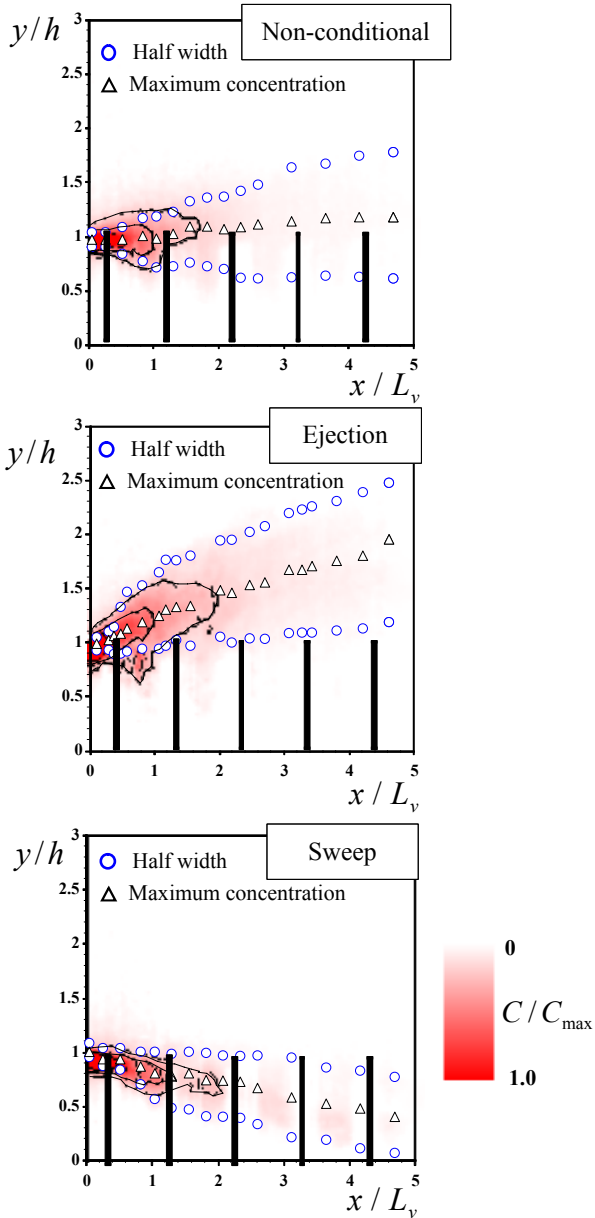 y/h
Non-conditional
3
Half width
2.5
Maximum concentration
2
1.5
1
0.5
0
0 1 2 3 4 5
x / L_v
y/h
Ejection
3
Half width
2.5
Maximum concentration
2
1.5
1
0.5
0
0 1 2 3 4 5
x / L_v
y/h
Sweep
3
Half width
2.5
Maximum concentration
2
1.5
1
0.5
0
0 1 2 3 4 5
x / L_v
0
C / C_max
1.0